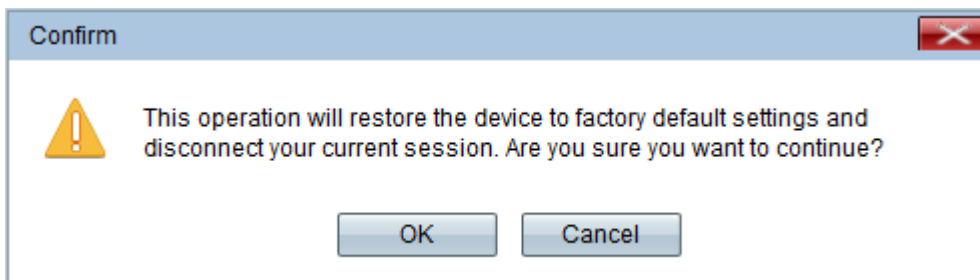 Confirm
This operation will restore the device to factory default settings and
disconnect your current session. Are you sure you want to continue?
OK
Cancel